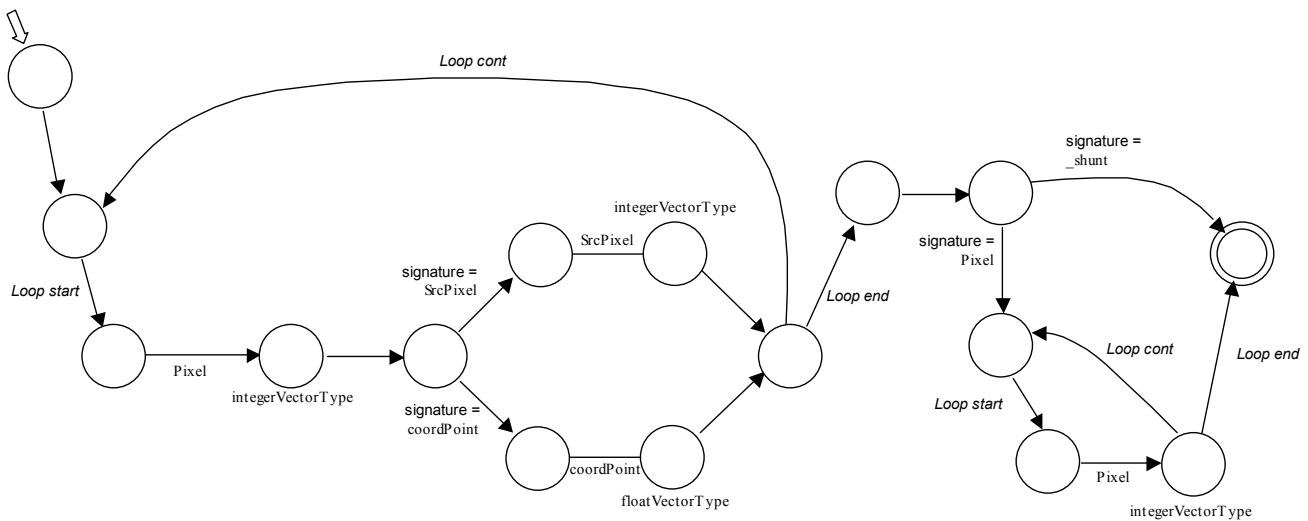 Loop cont
signature =
_shunt
integerVectorType
SrcPixel
signature =
Pixel
signature =
SrcPixel
Loop start
Loop end
Pixel
integerVectorType
signature =
coordPoint
coordPoint
floatVectorType
Loop cont
Loop end
Loop start
Pixel
integerVectorType